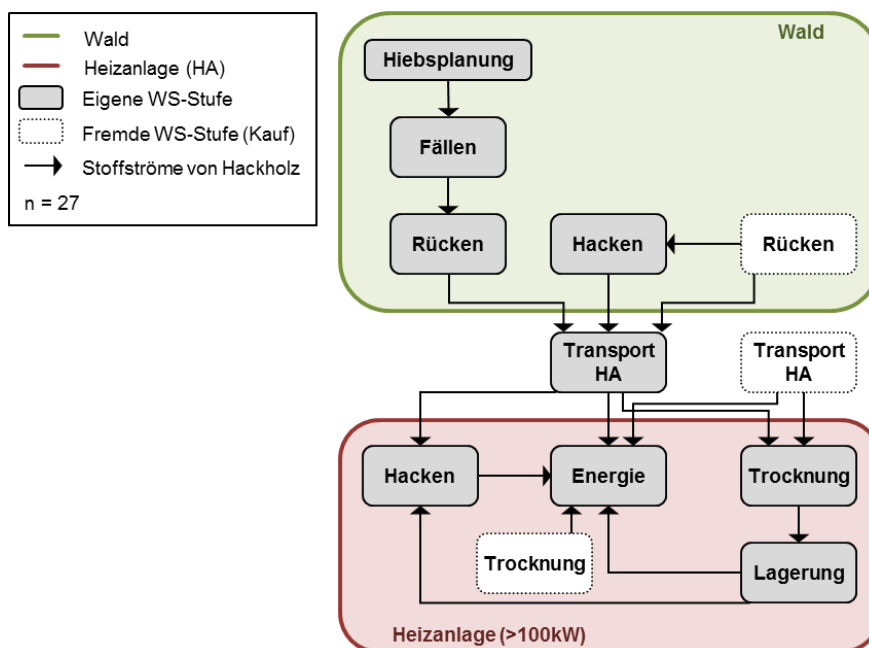 Wald
Heizanlage (HA)
Eigene WS-Stufe
Fremde WS-Stufe (Kauf)
Stoffströme von Hackholz
n = 27
Wald
Hiebsplanung
Fällen
Rücken
Hacken
Rücken
Transport
HA
Transport
HA
Hacken
Energie
Trocknung
Trocknung
Lagerung
Heizanlage (>100kW)